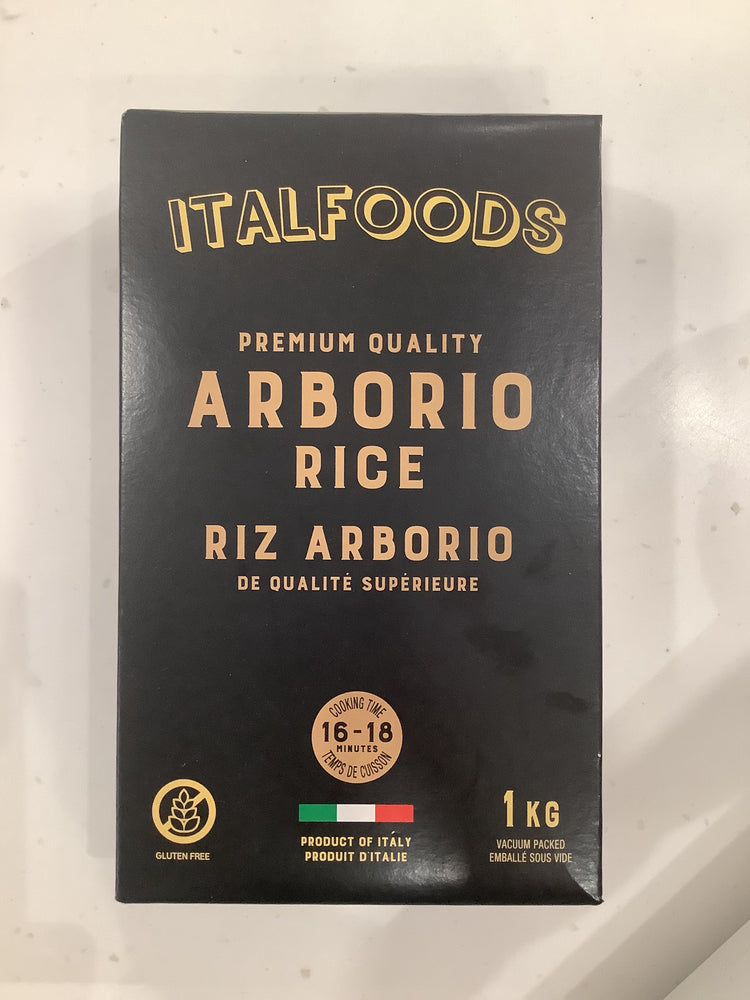 ITALFOODS
PREMIUM QUALITY
ARBORIO
RICE
RIZ ARBORIO
DE QUALITÉ SUPÉRIEURE
COOKING TIME
16-18
MINUTES
TEMPS DE CUISSON
GLUTEN FREE
PRODUCT OF ITALY
PRODUIT D'ITALIE
1 KG
VACUUM PACKED
EMBALLÉ SOUS VIDE